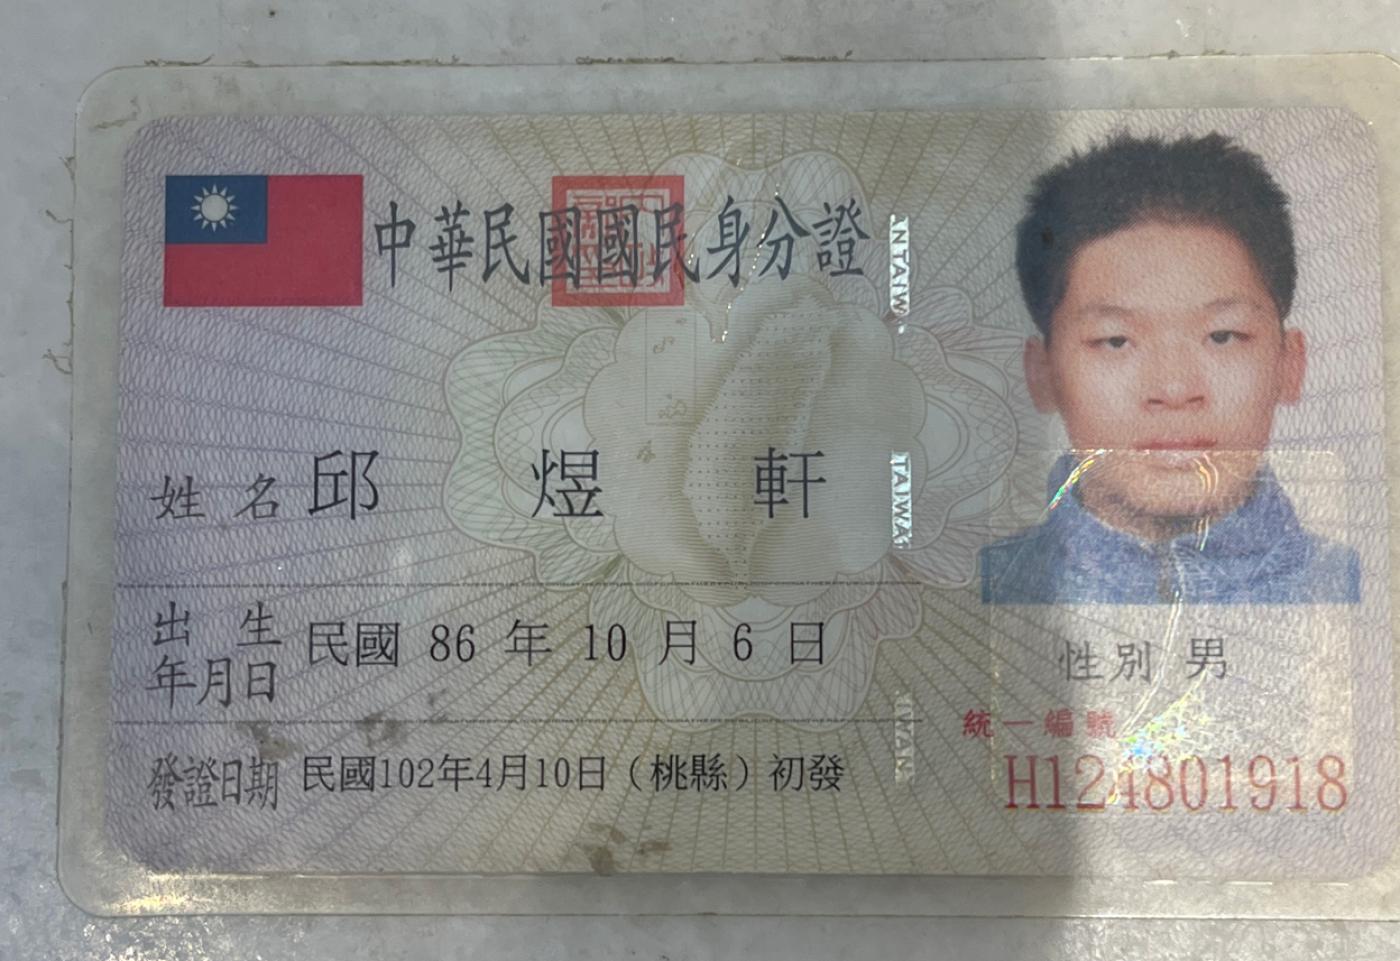 中華民國國民身分證
姓名 邱煜軒
出生年月日 民國 86 年 10 月 6 日
性別 男
發證日期 民國102年4月10日（桃縣）初發
統一編號
H124801918
TAIWAN